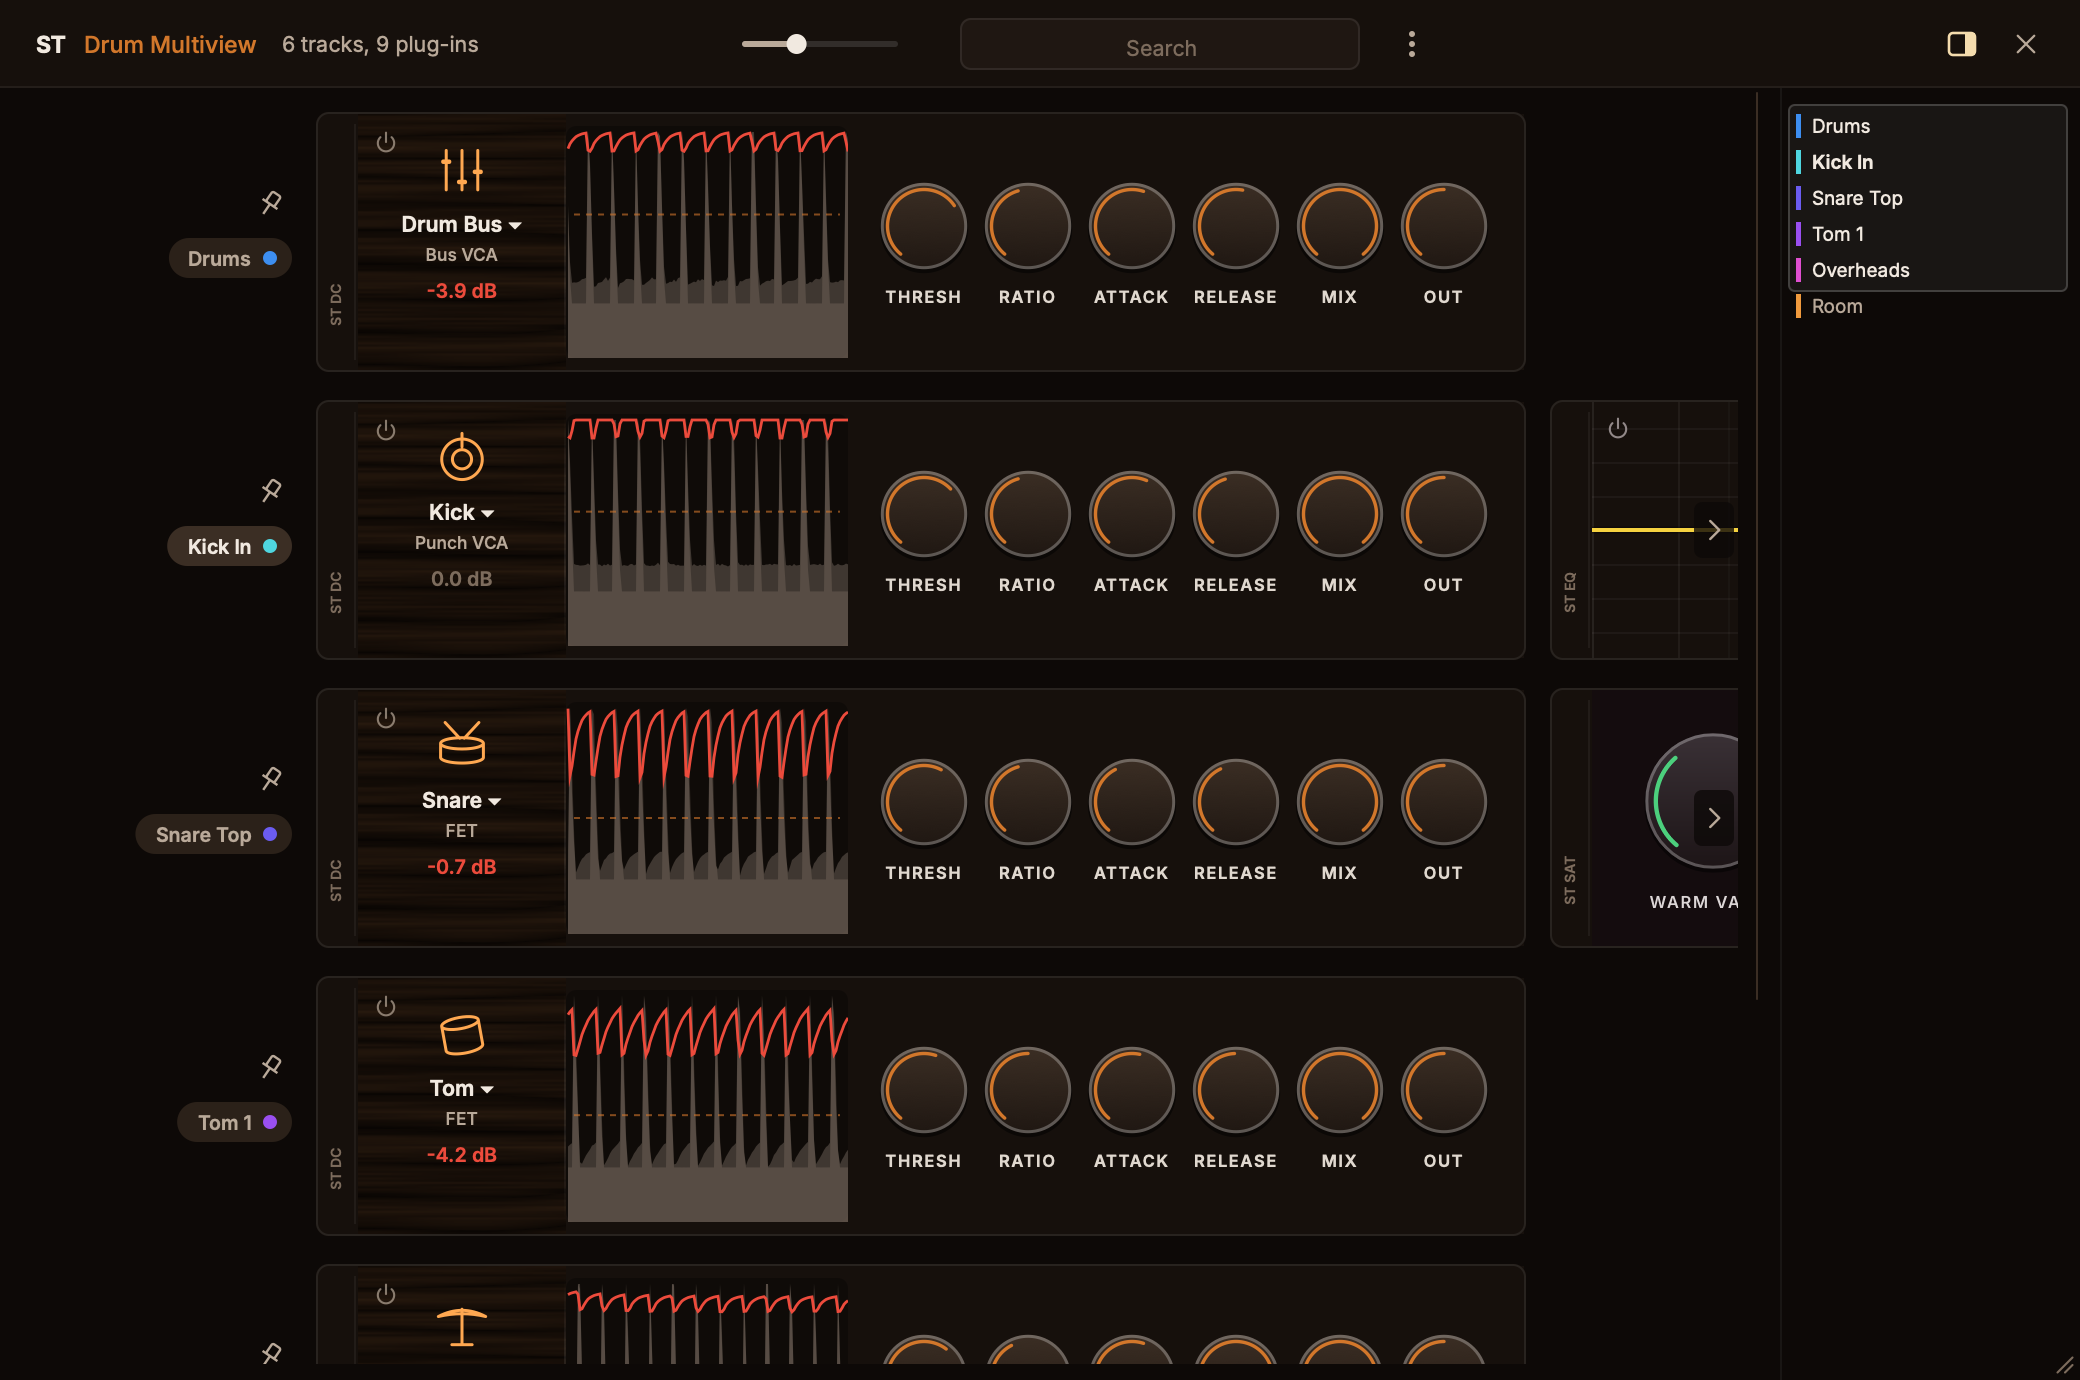 ST Drum Multiview 6 tracks, 9 plug-ins
Search
Drums
Kick In
Snare Top
Tom 1
Overheads
Room
Drums
ST DC
Drum Bus
Bus VCA
-3.9 dB
THRESH RATIO ATTACK RELEASE MIX OUT
Kick In
ST DC
Kick
Punch VCA
0.0 dB
THRESH RATIO ATTACK RELEASE MIX OUT
ST EQ
Snare Top
ST DC
Snare
FET
-0.7 dB
THRESH RATIO ATTACK RELEASE MIX OUT
ST SAT
WARM VA
Tom 1
ST DC
Tom
FET
-4.2 dB
THRESH RATIO ATTACK RELEASE MIX OUT